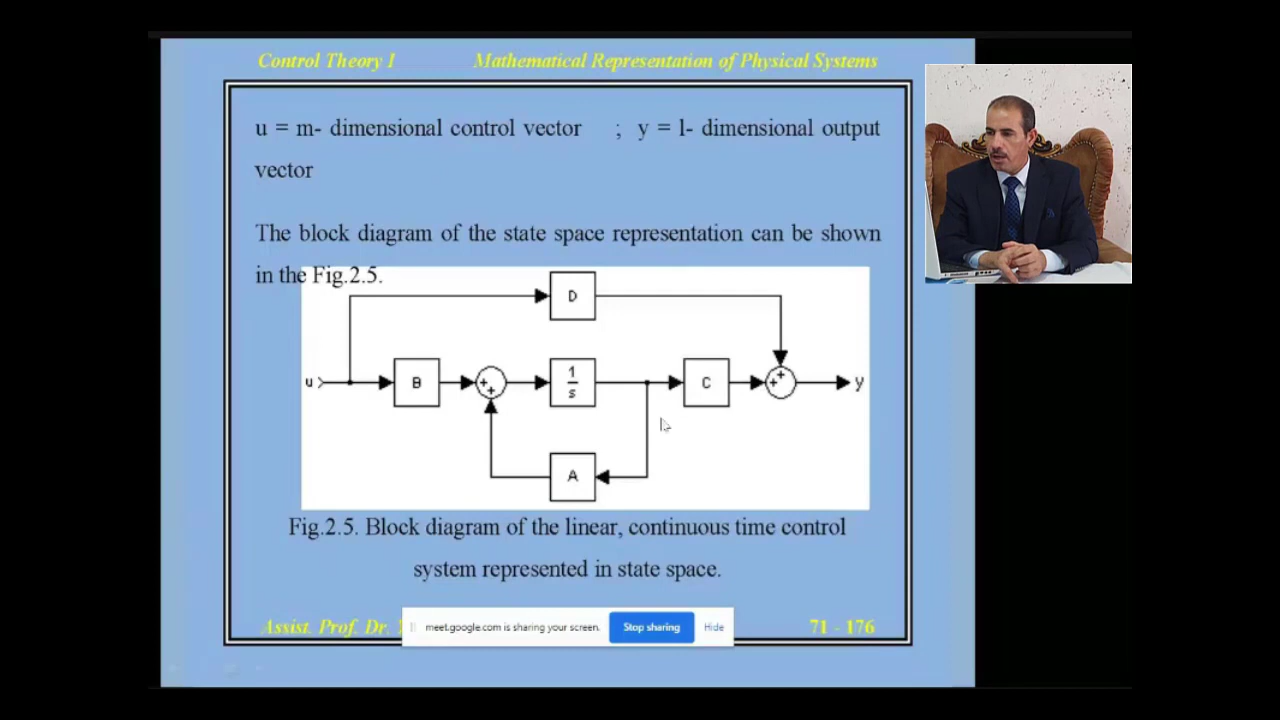 Control Theory I Mathematical Representation of Physical Systems
u = m- dimensional control vector ; y = l- dimensional output
vector
The block diagram of the state space representation can be shown
in the Fig.2.5.
D
u B + + 1/s C + + y
A
Fig.2.5. Block diagram of the linear, continuous time control
system represented in state space.
Assist. Prof. Dr. 71 - 176
meet.google.com is sharing your screen. Stop sharing Hide